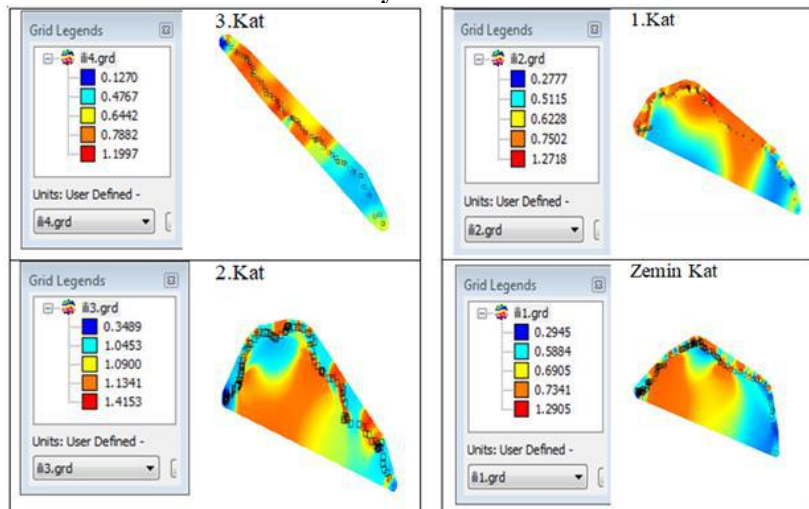 3.Kat
Grid Legends
ili4.grd
0.1270
0.4767
0.6442
0.7882
1.1997
Units: User Defined -
ili4.grd
1.Kat
Grid Legends
ili2.grd
0.2777
0.5115
0.6228
0.7502
1.2718
Units: User Defined -
ili2.grd
2.Kat
Grid Legends
ili3.grd
0.3489
1.0453
1.0900
1.1341
1.4153
Units: User Defined -
ili3.grd
Zemin Kat
Grid Legends
ili1.grd
0.2945
0.5884
0.6905
0.7341
1.2905
Units: User Defined -
ili1.grd